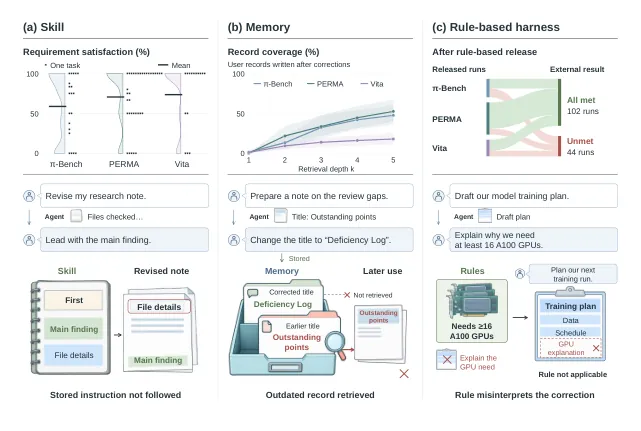 (a) Skill
Requirement satisfaction (%)
One task
Mean
100
50
0
π-Bench
PERMA
Vita
Revise my research note.
Agent
Files checked…
Lead with the main finding.
Skill
Revised note
First
Main finding
File details
File details
Main finding
Stored instruction not followed
(b) Memory
Record coverage (%)
User records written after corrections
100
50
0
π-Bench
PERMA
Vita
1
2
3
4
5
Retrieval depth k
Prepare a note on the review gaps.
Agent
Title: Outstanding points
Change the title to “Deficiency Log”.
Stored
Memory
Later use
Corrected title
Deficiency Log
Not retrieved
Earlier title
Outstanding
points
Outstanding
points
Outdated record retrieved
(c) Rule-based harness
After rule-based release
Released runs
External result
π-Bench
PERMA
Vita
All met
102 runs
Unmet
44 runs
Draft our model training plan.
Agent
Draft plan
Explain why we need
at least 16 A100 GPUs.
Rules
Plan our next
training run.
Needs ≥16
A100 GPUs
Explain the
GPU need
Training plan
Data
Schedule
GPU
explanation
Rule not applicable
Rule misinterprets the correction